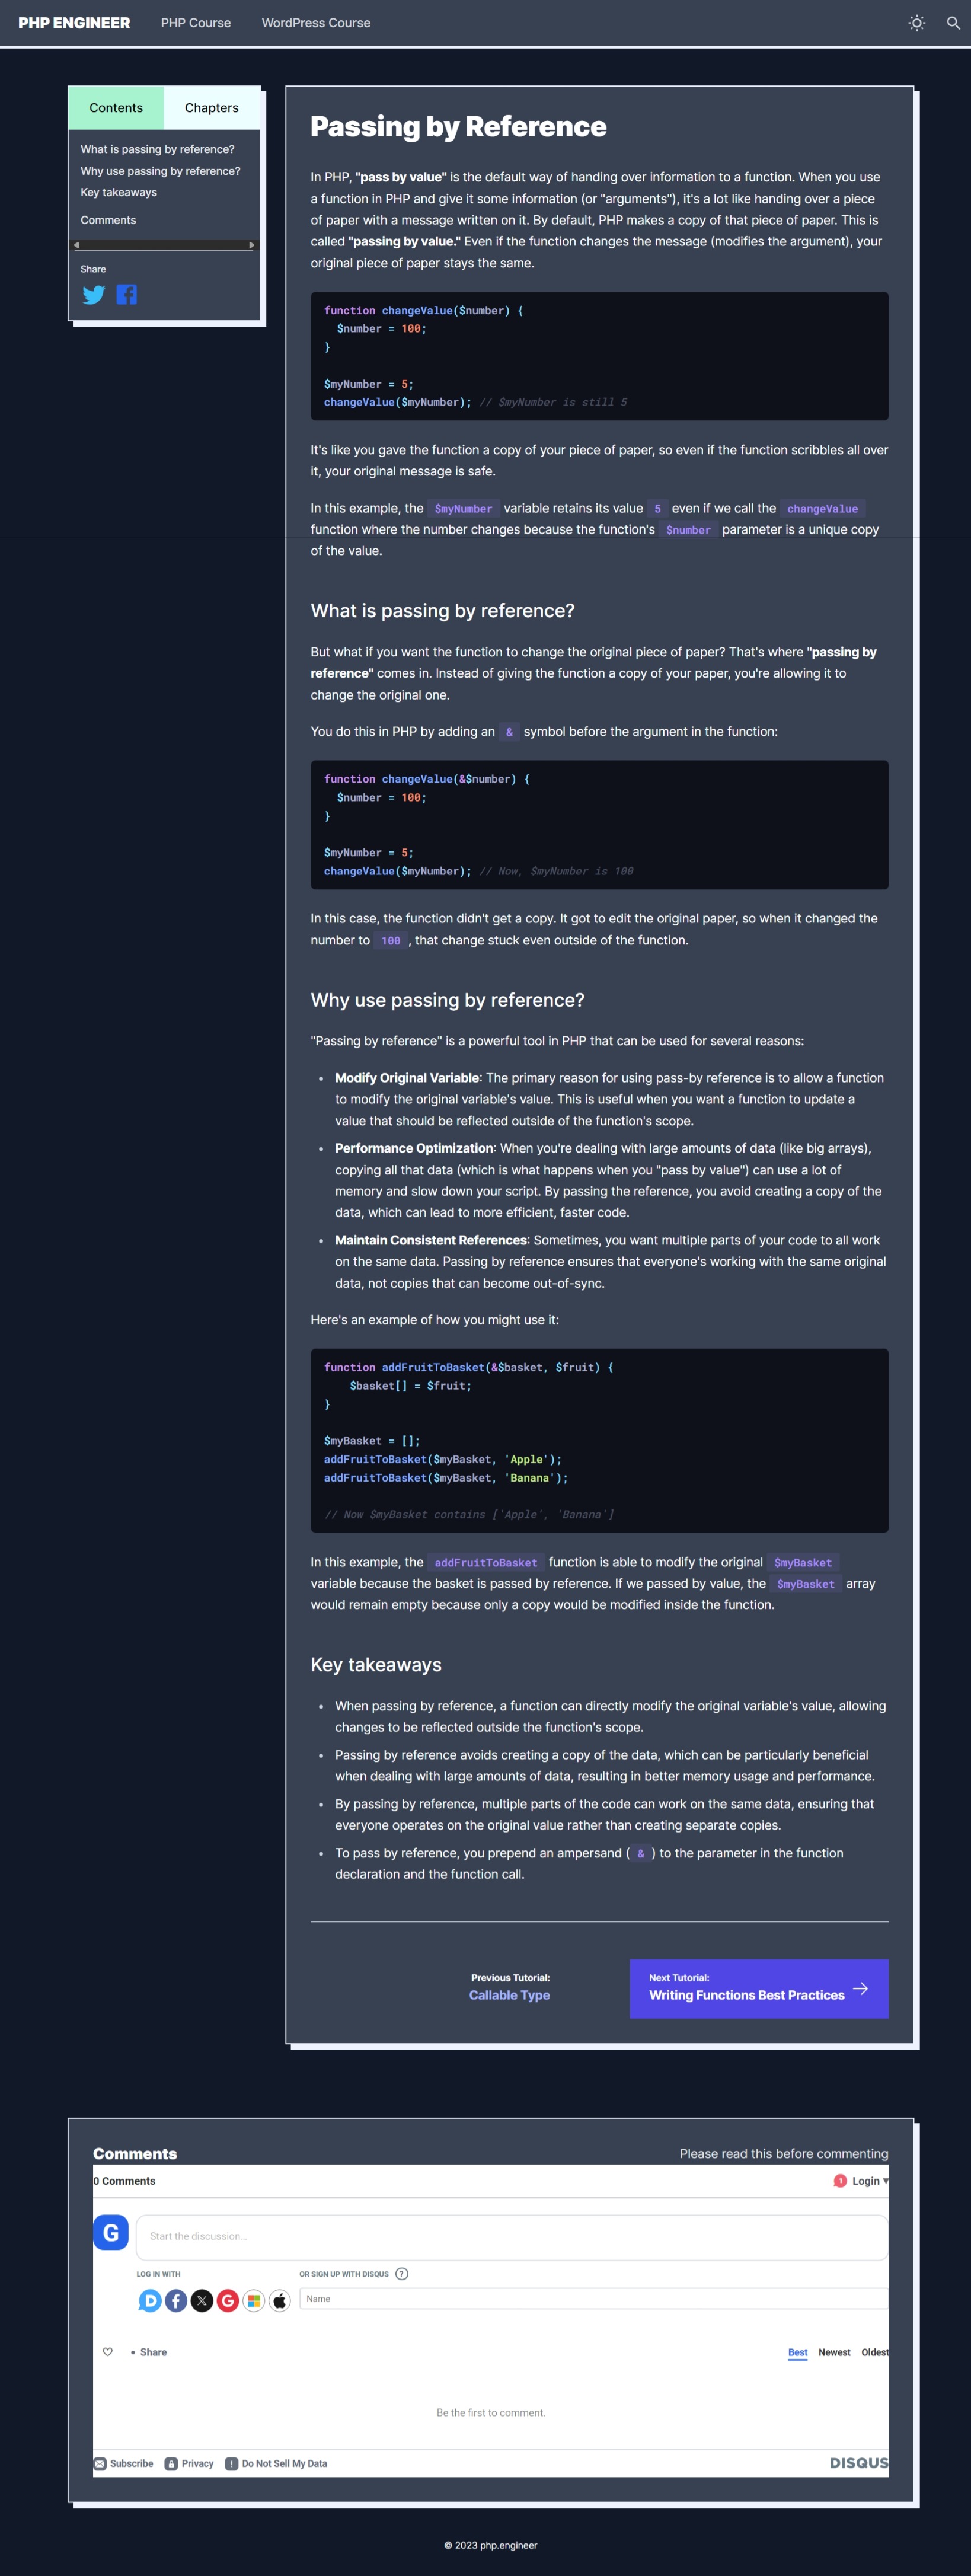 PHP ENGINEER PHP Course WordPress Course
Contents Chapters
What is passing by reference?
Why use passing by reference?
Key takeaways
Comments
Share
Passing by Reference
In PHP, "pass by value" is the default way of handing over information to a function. When you use
a function in PHP and give it some information (or "arguments"), it's a lot like handing over a piece
of paper with a message written on it. By default, PHP makes a copy of that piece of paper. This is
called "passing by value." Even if the function changes the message (modifies the argument), your
original piece of paper stays the same.
function changeValue($number) {
  $number = 100;
}
$myNumber = 5;
changeValue($myNumber); // $myNumber is still 5
It's like you gave the function a copy of your piece of paper, so even if the function scribbles all over
it, your original message is safe.
In this example, the $myNumber variable retains its value 5 even if we call the changeValue
function where the number changes because the function's $number parameter is a unique copy
of the value.
What is passing by reference?
But what if you want the function to change the original piece of paper? That's where "passing by
reference" comes in. Instead of giving the function a copy of your paper, you're allowing it to
change the original one.
You do this in PHP by adding an & symbol before the argument in the function:
function changeValue(&$number) {
  $number = 100;
}
$myNumber = 5;
changeValue($myNumber); // Now, $myNumber is 100
In this case, the function didn't get a copy. It got to edit the original paper, so when it changed the
number to 100 , that change stuck even outside of the function.
Why use passing by reference?
"Passing by reference" is a powerful tool in PHP that can be used for several reasons:
• Modify Original Variable: The primary reason for using pass-by reference is to allow a function
to modify the original variable's value. This is useful when you want a function to update a
value that should be reflected outside of the function's scope.
• Performance Optimization: When you're dealing with large amounts of data (like big arrays),
copying all that data (which is what happens when you "pass by value") can use a lot of
memory and slow down your script. By passing the reference, you avoid creating a copy of the
data, which can lead to more efficient, faster code.
• Maintain Consistent References: Sometimes, you want multiple parts of your code to all work
on the same data. Passing by reference ensures that everyone's working with the same original
data, not copies that can become out-of-sync.
Here's an example of how you might use it:
function addFruitToBasket(&$basket, $fruit) {
    $basket[] = $fruit;
}
$myBasket = [];
addFruitToBasket($myBasket, 'Apple');
addFruitToBasket($myBasket, 'Banana');
// Now $myBasket contains ['Apple', 'Banana']
In this example, the addFruitToBasket function is able to modify the original $myBasket
variable because the basket is passed by reference. If we passed by value, the $myBasket array
would remain empty because only a copy would be modified inside the function.
Key takeaways
• When passing by reference, a function can directly modify the original variable's value, allowing
changes to be reflected outside the function's scope.
• Passing by reference avoids creating a copy of the data, which can be particularly beneficial
when dealing with large amounts of data, resulting in better memory usage and performance.
• By passing by reference, multiple parts of the code can work on the same data, ensuring that
everyone operates on the original value rather than creating separate copies.
• To pass by reference, you prepend an ampersand ( & ) to the parameter in the function
declaration and the function call.
Previous Tutorial:
Callable Type
Next Tutorial:
Writing Functions Best Practices
Comments Please read this before commenting
0 Comments 1 Login
G Start the discussion...
LOG IN WITH OR SIGN UP WITH DISQUS ?
Name
• Share Best Newest Oldest
Be the first to comment.
Subscribe Privacy Do Not Sell My Data DISQUS
© 2023 php.engineer